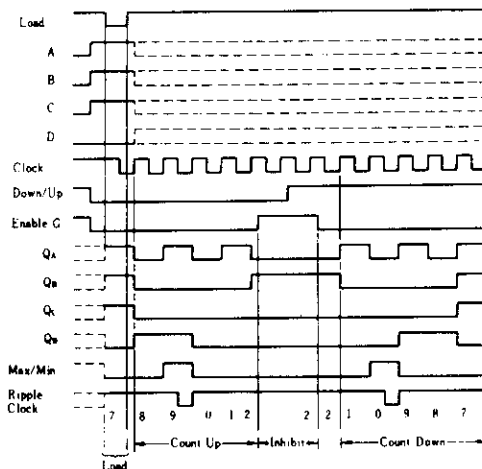 Load
A
B
C
D
Clock
Down/Up
Enable G
QA
QB
QC
QD
Max/Min
Ripple
Clock
7 8 9 0 1 2 2 2 1 0 9 8 7
Count Up Inhibit Count Down
Load